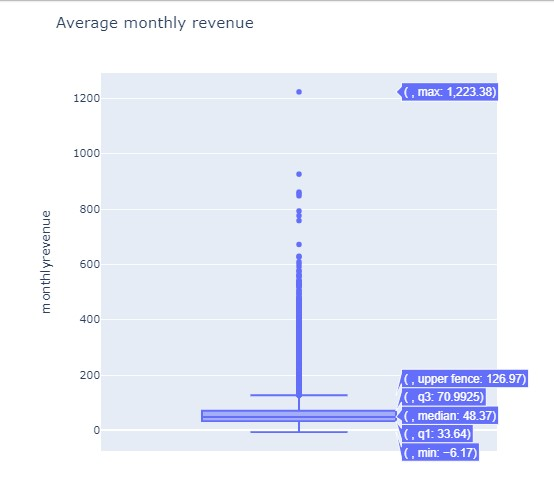 Average monthly revenue
1200
1000
800
600
400
200
0
monthlyrevenue
( , max: 1,223.38)
( , upper fence: 126.97)
( , q3: 70.9925)
( , median: 48.37)
( , q1: 33.64)
( , min: −6.17)